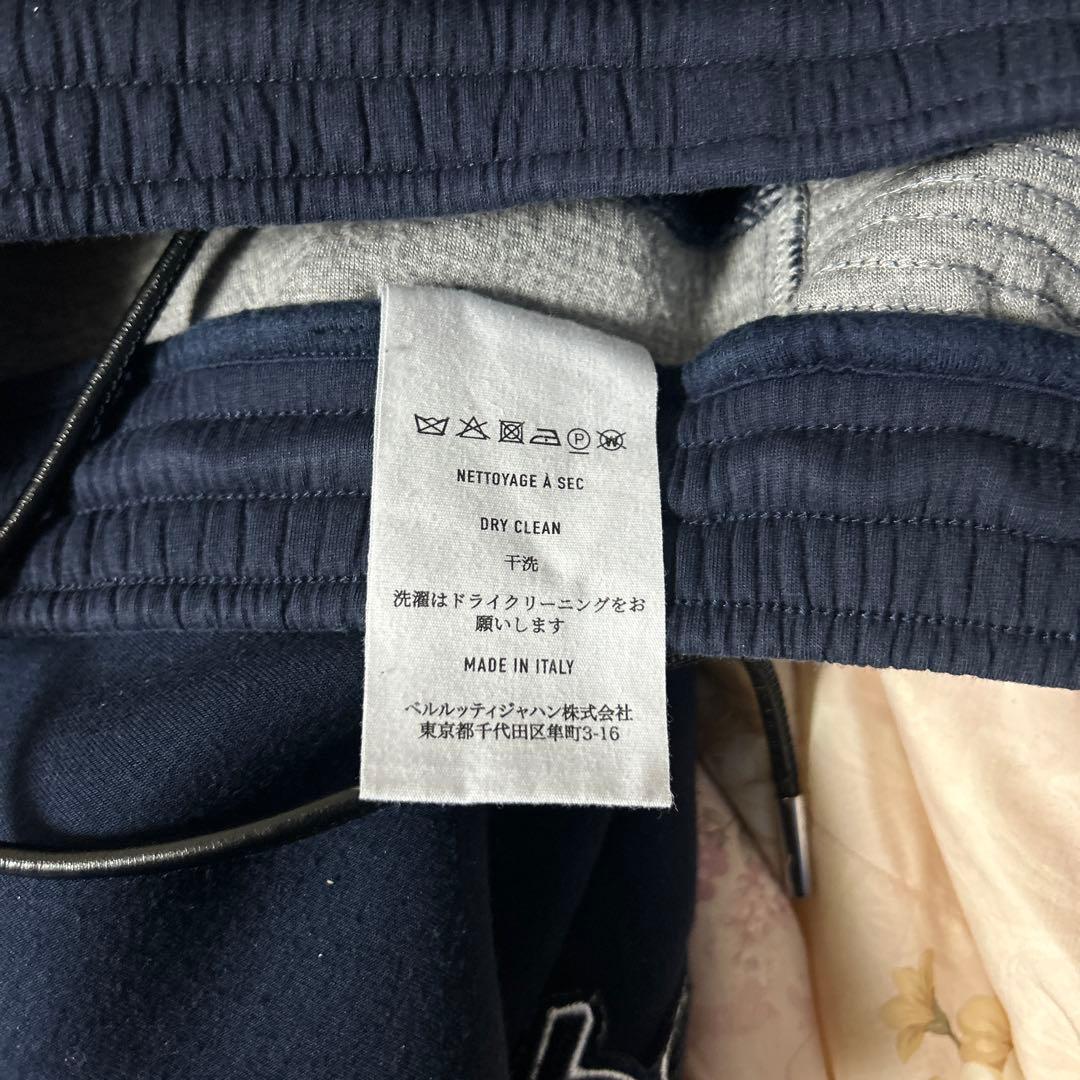 P W
NETTOYAGE À SEC
DRY CLEAN
干洗
洗濯はドライクリーニングをお
願いします
MADE IN ITALY
ベルルッティジャハン株式会社
東京都千代田区隼町3-16